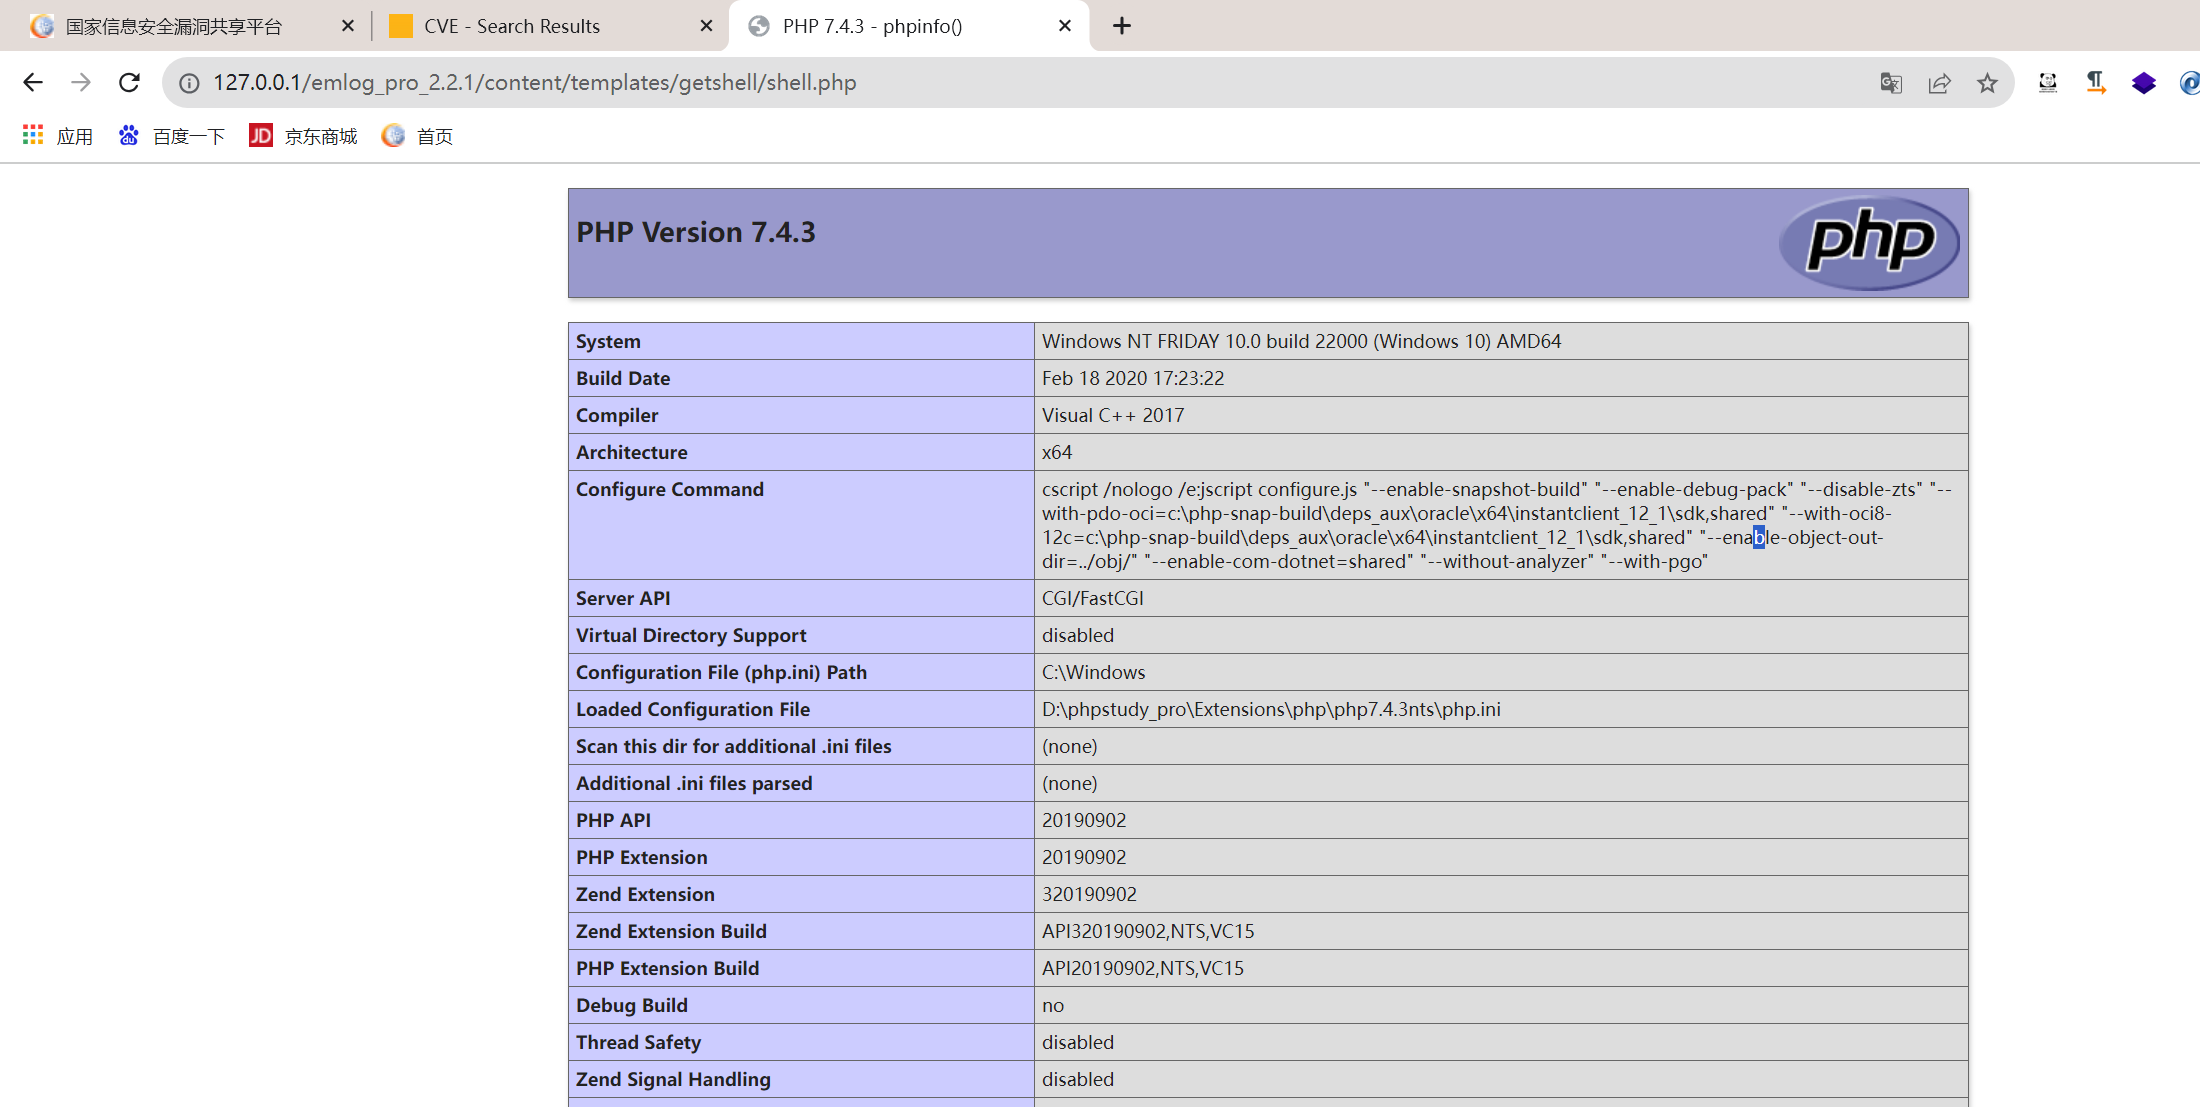 国家信息安全漏洞共享平台
CVE - Search Results
PHP 7.4.3 - phpinfo()
127.0.0.1/emlog_pro_2.2.1/content/templates/getshell/shell.php
应用
百度一下
JD 京东商城
首页
PHP Version 7.4.3
php
System Windows NT FRIDAY 10.0 build 22000 (Windows 10) AMD64
Build Date Feb 18 2020 17:23:22
Compiler Visual C++ 2017
Architecture x64
Configure Command cscript /nologo /e:jscript configure.js "--enable-snapshot-build" "--enable-debug-pack" "--disable-zts" "--
with-pdo-oci=c:\php-snap-build\deps_aux\oracle\x64\instantclient_12_1\sdk,shared" "--with-oci8-
12c=c:\php-snap-build\deps_aux\oracle\x64\instantclient_12_1\sdk,shared" "--enable-object-out-
dir=../obj/" "--enable-com-dotnet=shared" "--without-analyzer" "--with-pgo"
Server API CGI/FastCGI
Virtual Directory Support disabled
Configuration File (php.ini) Path C:\Windows
Loaded Configuration File D:\phpstudy_pro\Extensions\php\php7.4.3nts\php.ini
Scan this dir for additional .ini files (none)
Additional .ini files parsed (none)
PHP API 20190902
PHP Extension 20190902
Zend Extension 320190902
Zend Extension Build API320190902,NTS,VC15
PHP Extension Build API20190902,NTS,VC15
Debug Build no
Thread Safety disabled
Zend Signal Handling disabled